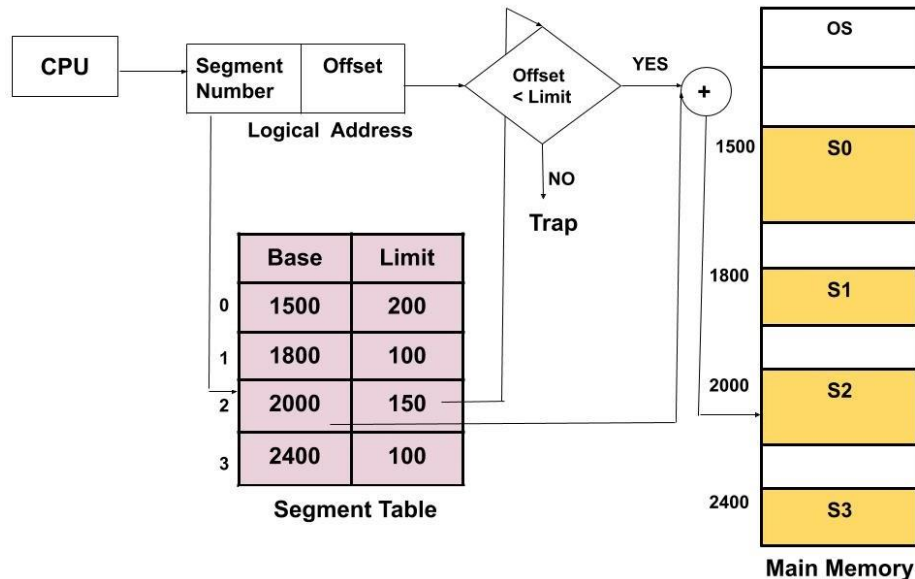 CPU
Segment Number
Offset
Logical Address
Offset < Limit
YES
+
NO
Trap
Base Limit
0 1500 200
1 1800 100
2 2000 150
3 2400 100
Segment Table
OS
1500 S0
1800 S1
2000 S2
2400 S3
Main Memory